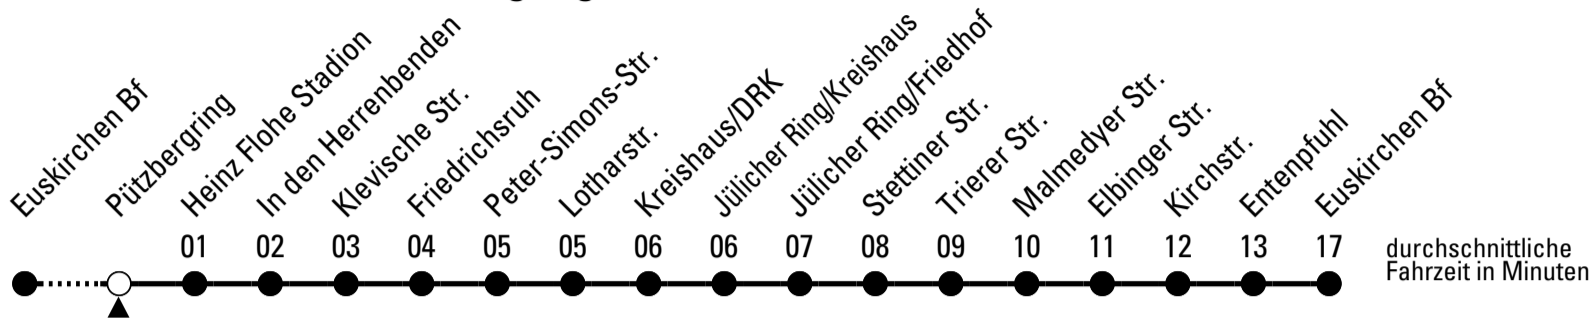 Euskirchen Bf
Pützbergring
Heinz Flohe Stadion
In den Herrenbenden
Klevische Str.
Friedrichsruh
Peter-Simons-Str.
Lotharstr.
Kreishaus/DRK
Jülicher Ring/Kreishaus
Jülicher Ring/Friedhof
Stettiner Str.
Trierer Str.
Malmedyer Str.
Elbinger Str.
Kirchstr.
Entenpfuhl
Euskirchen Bf
01 02 03 04 05 05 06 06 07 08 09 10 11 12 13 17
durchschnittliche
Fahrzeit in Minuten